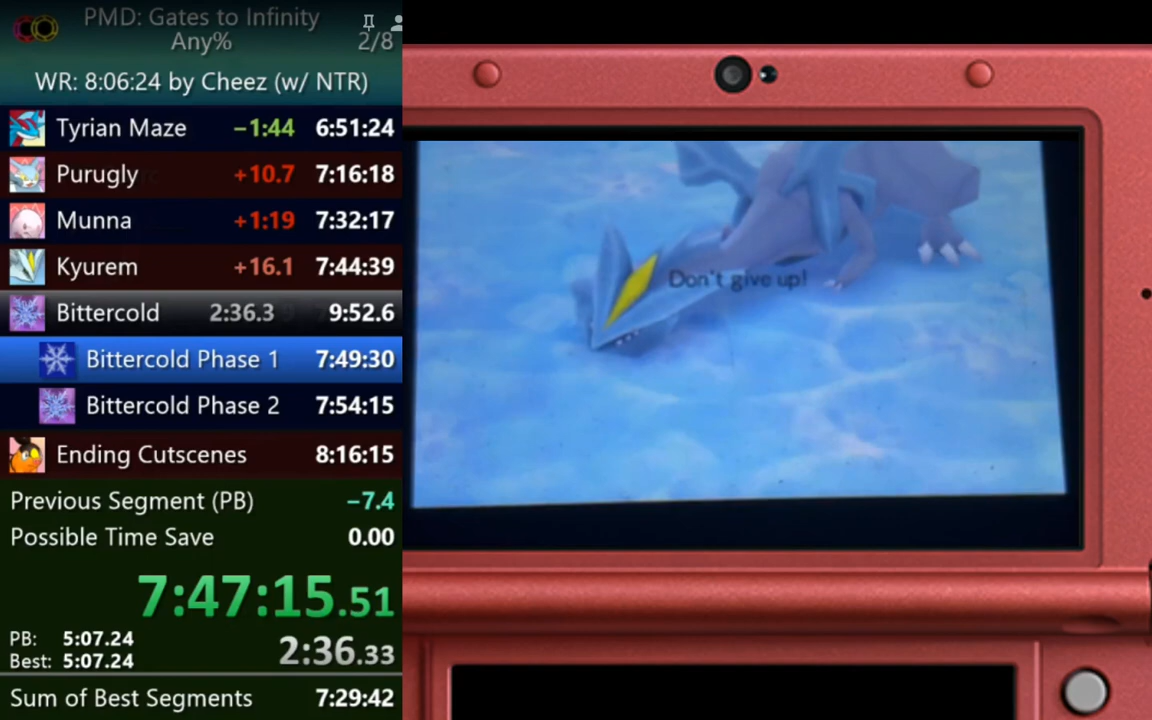 PMD: Gates to Infinity
Any%
2/8
WR: 8:06:24 by Cheez (w/ NTR)
Tyrian Maze −1:44 6:51:24
Purugly +10.7 7:16:18
Munna +1:19 7:32:17
Kyurem +16.1 7:44:39
Bittercold 2:36.3 9:52.6
Bittercold Phase 1 7:49:30
Bittercold Phase 2 7:54:15
Ending Cutscenes 8:16:15
Previous Segment (PB) −7.4
Possible Time Save 0.00
7:47:15.51
PB: 5:07.24
Best: 5:07.24
2:36.33
Sum of Best Segments 7:29:42
Don't give up!